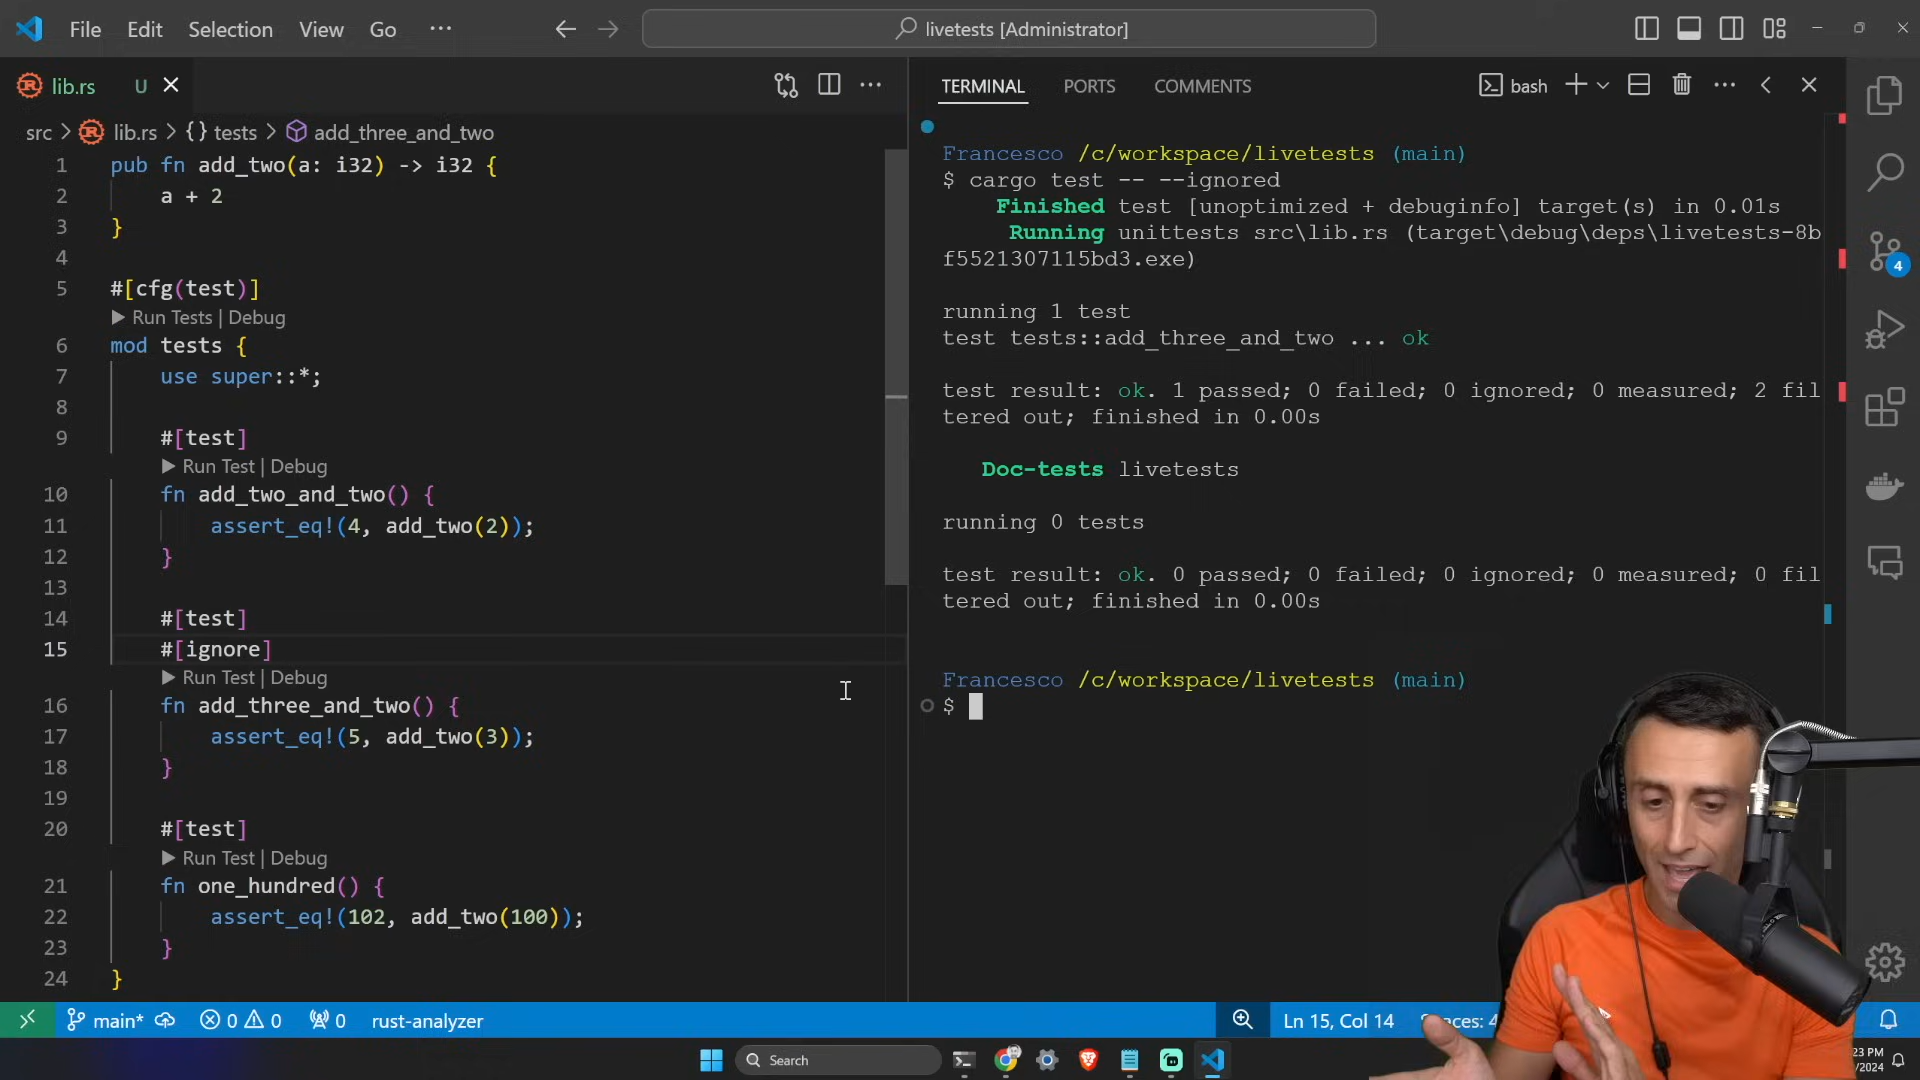 File Edit Selection View Go ···
livetests [Administrator]
lib.rs U
src > lib.rs > {} tests > add_three_and_two
1 pub fn add_two(a: i32) -> i32 {
2 a + 2
3 }
4
5 #[cfg(test)]
Run Tests | Debug
6 mod tests {
7 use super::*;
8
9 #[test]
Run Test | Debug
10 fn add_two_and_two() {
11 assert_eq!(4, add_two(2));
12 }
13
14 #[test]
15 #[ignore]
Run Test | Debug
16 fn add_three_and_two() {
17 assert_eq!(5, add_two(3));
18 }
19
20 #[test]
Run Test | Debug
21 fn one_hundred() {
22 assert_eq!(102, add_two(100));
23 }
24 }
TERMINAL PORTS COMMENTS
bash
Francesco /c/workspace/livetests (main)
$ cargo test -- --ignored
Finished test [unoptimized + debuginfo] target(s) in 0.01s
Running unittests src\lib.rs (target\debug\deps\livetests-8b
f5521307115bd3.exe)
running 1 test
test tests::add_three_and_two ... ok
test result: ok. 1 passed; 0 failed; 0 ignored; 0 measured; 2 fil
tered out; finished in 0.00s
Doc-tests livetests
running 0 tests
test result: ok. 0 passed; 0 failed; 0 ignored; 0 measured; 0 fil
tered out; finished in 0.00s
Francesco /c/workspace/livetests (main)
$
4
main* 0 0 0 rust-analyzer
Ln 15, Col 14 Spaces: 4
Search
23 PM
/2024